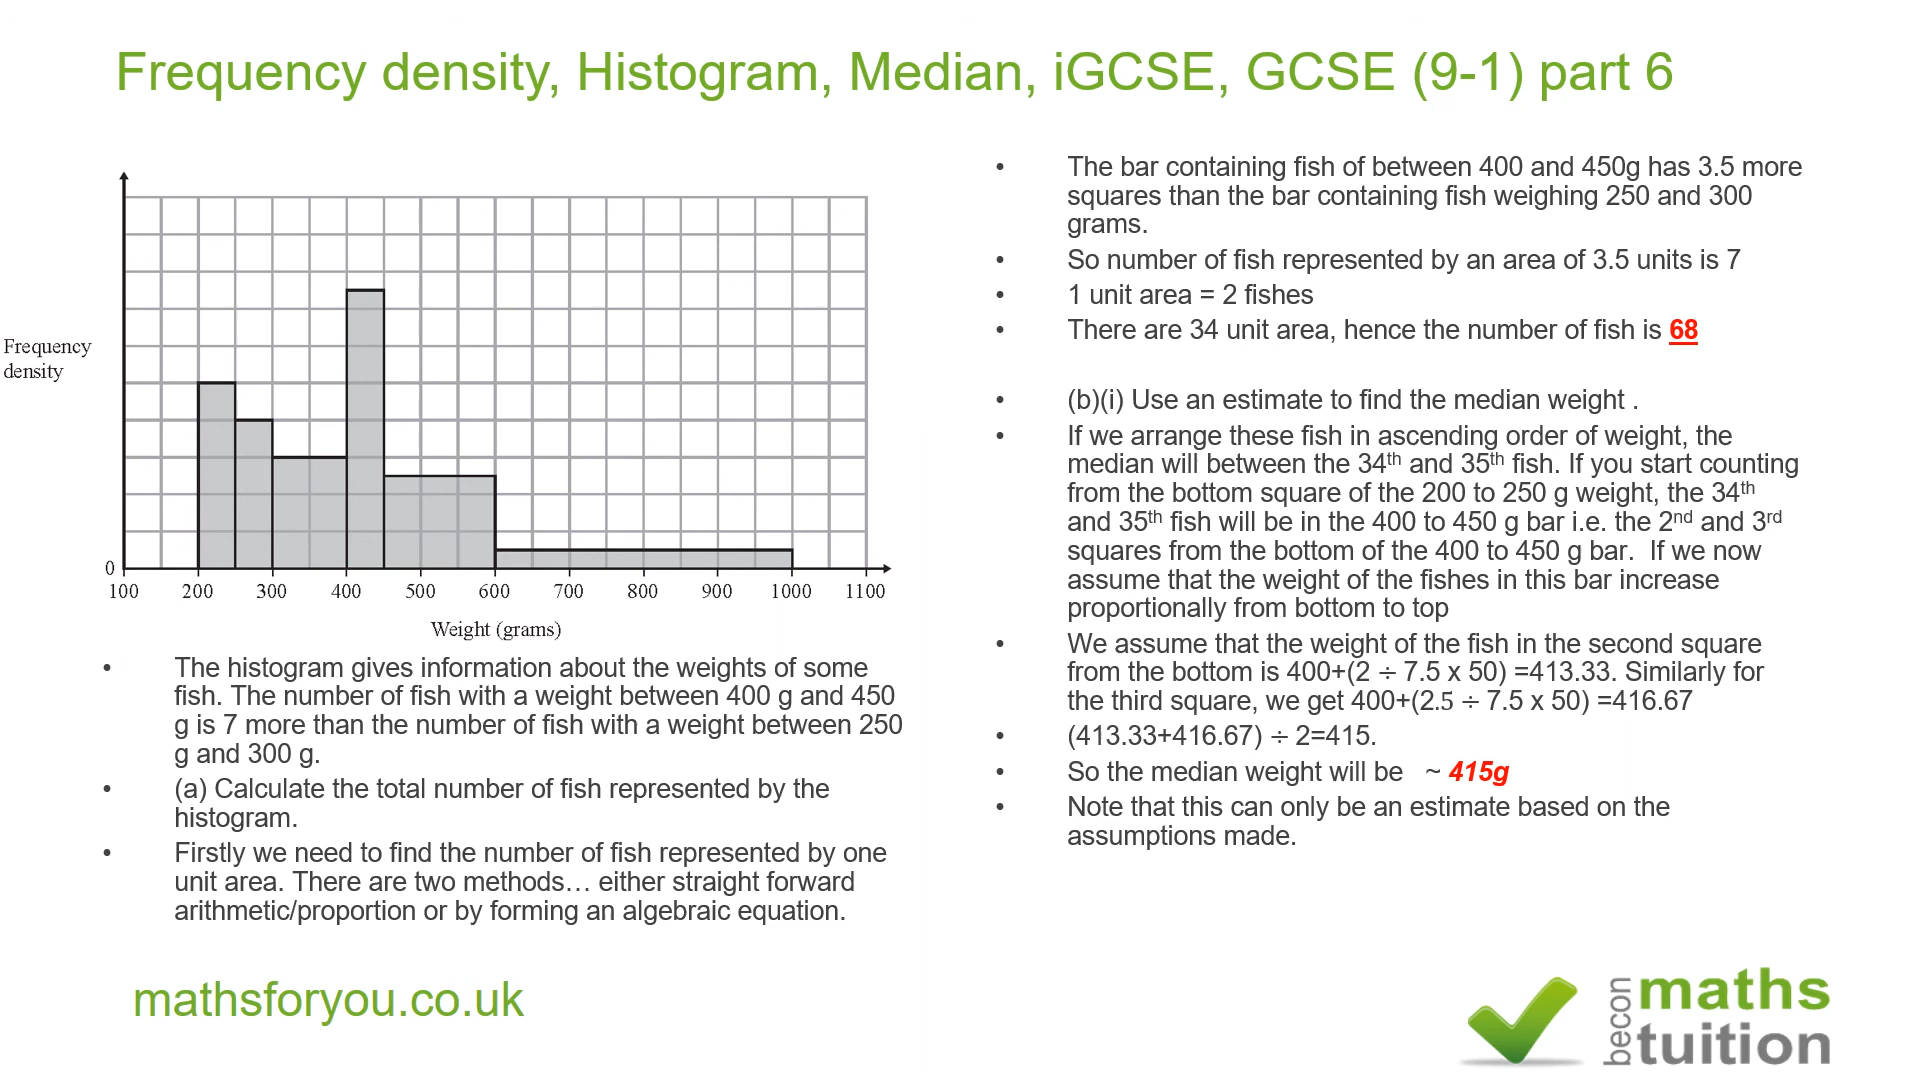 Frequency density, Histogram, Median, iGCSE, GCSE (9-1) part 6
Frequency
density
0
100 200 300 400 500 600 700 800 900 1000 1100
Weight (grams)
• The histogram gives information about the weights of some
fish. The number of fish with a weight between 400 g and 450
g is 7 more than the number of fish with a weight between 250
g and 300 g.
• (a) Calculate the total number of fish represented by the
histogram.
• Firstly we need to find the number of fish represented by one
unit area. There are two methods… either straight forward
arithmetic/proportion or by forming an algebraic equation.
• The bar containing fish of between 400 and 450g has 3.5 more
squares than the bar containing fish weighing 250 and 300
grams.
• So number of fish represented by an area of 3.5 units is 7
• 1 unit area = 2 fishes
• There are 34 unit area, hence the number of fish is 68
• (b)(i) Use an estimate to find the median weight .
• If we arrange these fish in ascending order of weight, the
median will between the 34th and 35th fish. If you start counting
from the bottom square of the 200 to 250 g weight, the 34th
and 35th fish will be in the 400 to 450 g bar i.e. the 2nd and 3rd
squares from the bottom of the 400 to 450 g bar.  If we now
assume that the weight of the fishes in this bar increase
proportionally from bottom to top
• We assume that the weight of the fish in the second square
from the bottom is 400+(2 ÷ 7.5 x 50) =413.33. Similarly for
the third square, we get 400+(2.5 ÷ 7.5 x 50) =416.67
• (413.33+416.67) ÷ 2=415.
• So the median weight will be ~ 415g
• Note that this can only be an estimate based on the
assumptions made.
mathsforyou.co.uk
becon
maths
tuition